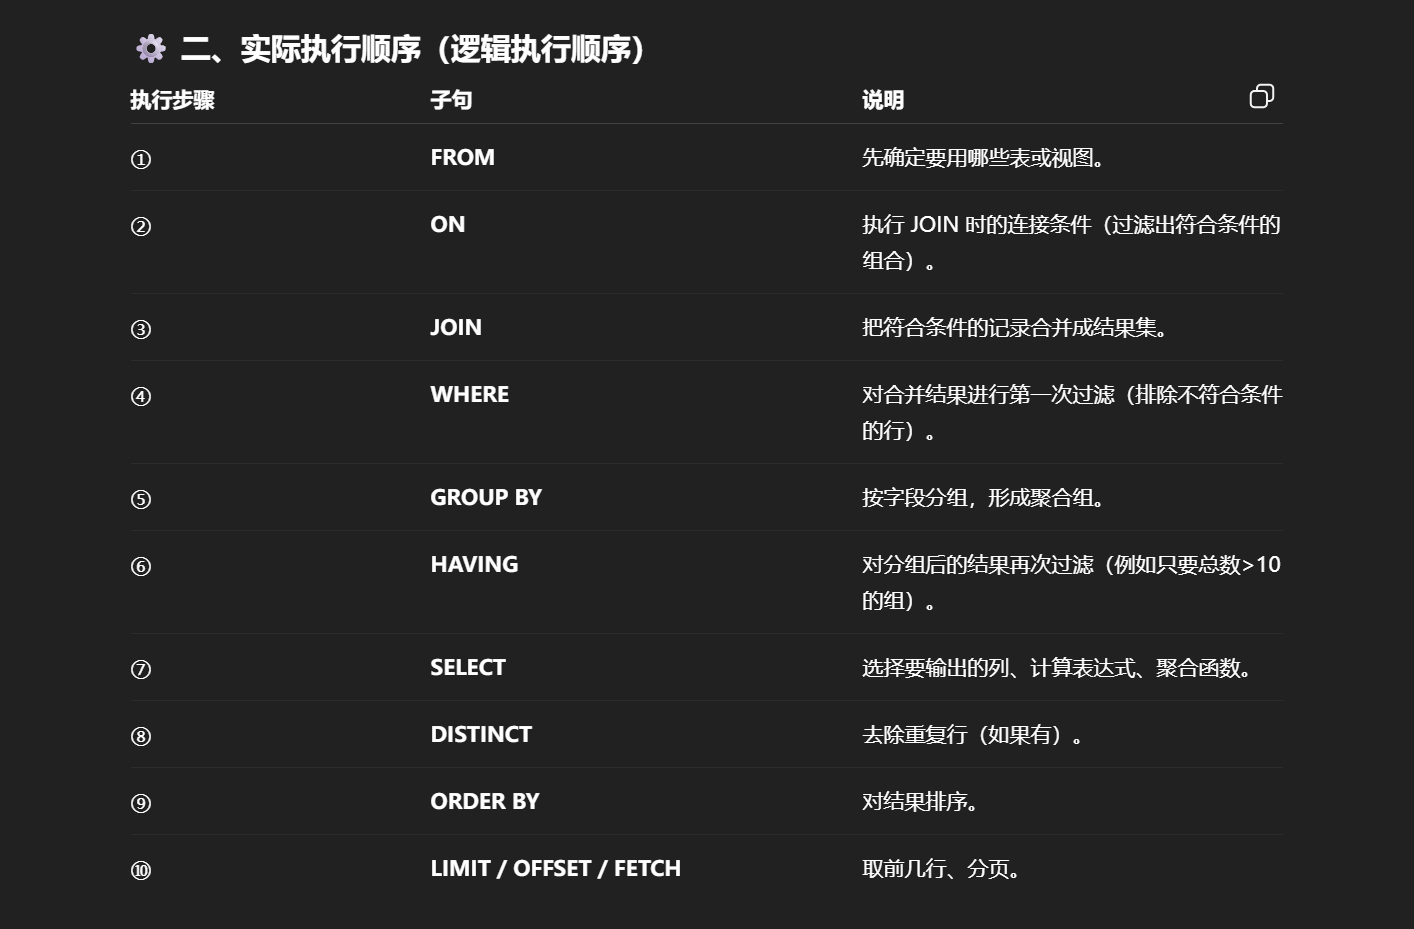 二、实际执行顺序（逻辑执行顺序）
执行步骤 子句 说明
① FROM 先确定要用哪些表或视图。
② ON 执行 JOIN 时的连接条件（过滤出符合条件的
组合）。
③ JOIN 把符合条件的记录合并成结果集。
④ WHERE 对合并结果进行第一次过滤（排除不符合条件
的行）。
⑤ GROUP BY 按字段分组，形成聚合组。
⑥ HAVING 对分组后的结果再次过滤（例如只要总数>10
的组）。
⑦ SELECT 选择要输出的列、计算表达式、聚合函数。
⑧ DISTINCT 去除重复行（如果有）。
⑨ ORDER BY 对结果排序。
⑩ LIMIT / OFFSET / FETCH 取前几行、分页。